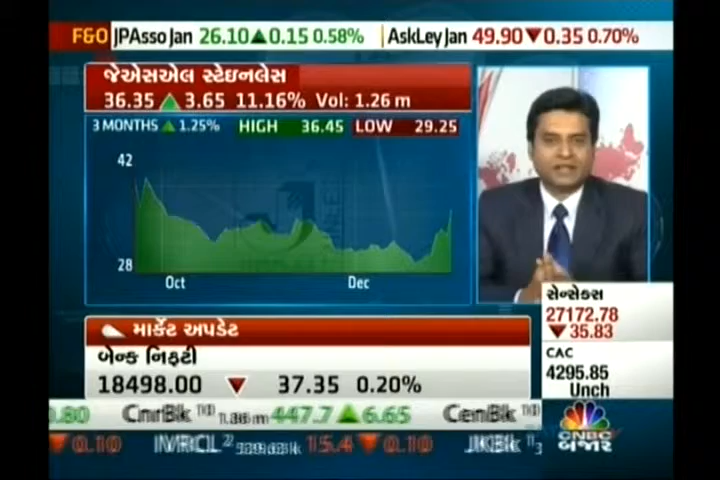 F&O JPAsso Jan 26.10 ▲ 0.15 0.58% AskLey Jan 49.90 ▼ 0.35 0.70%
જેએસએલ સ્ટેઇનલેસ
36.35 ▲ 3.65 11.16% Vol: 1.26 m
3 MONTHS ▲ 1.25% HIGH 36.45 LOW 29.25
42
28
Oct Dec
સેન્સેક્સ
27172.78
▼ 35.83
CAC
4295.85
Unch
માર્કેટ અપડેટ
બેન્ક નિફ્ટી
18498.00 ▼ 37.35 0.20%
.80 CnrBk 447.7 ▲ 6.65 CenBk
▼ 0.10 MRCL 15.4 ▼ 0.10 JKBk
CNBC
બજાર